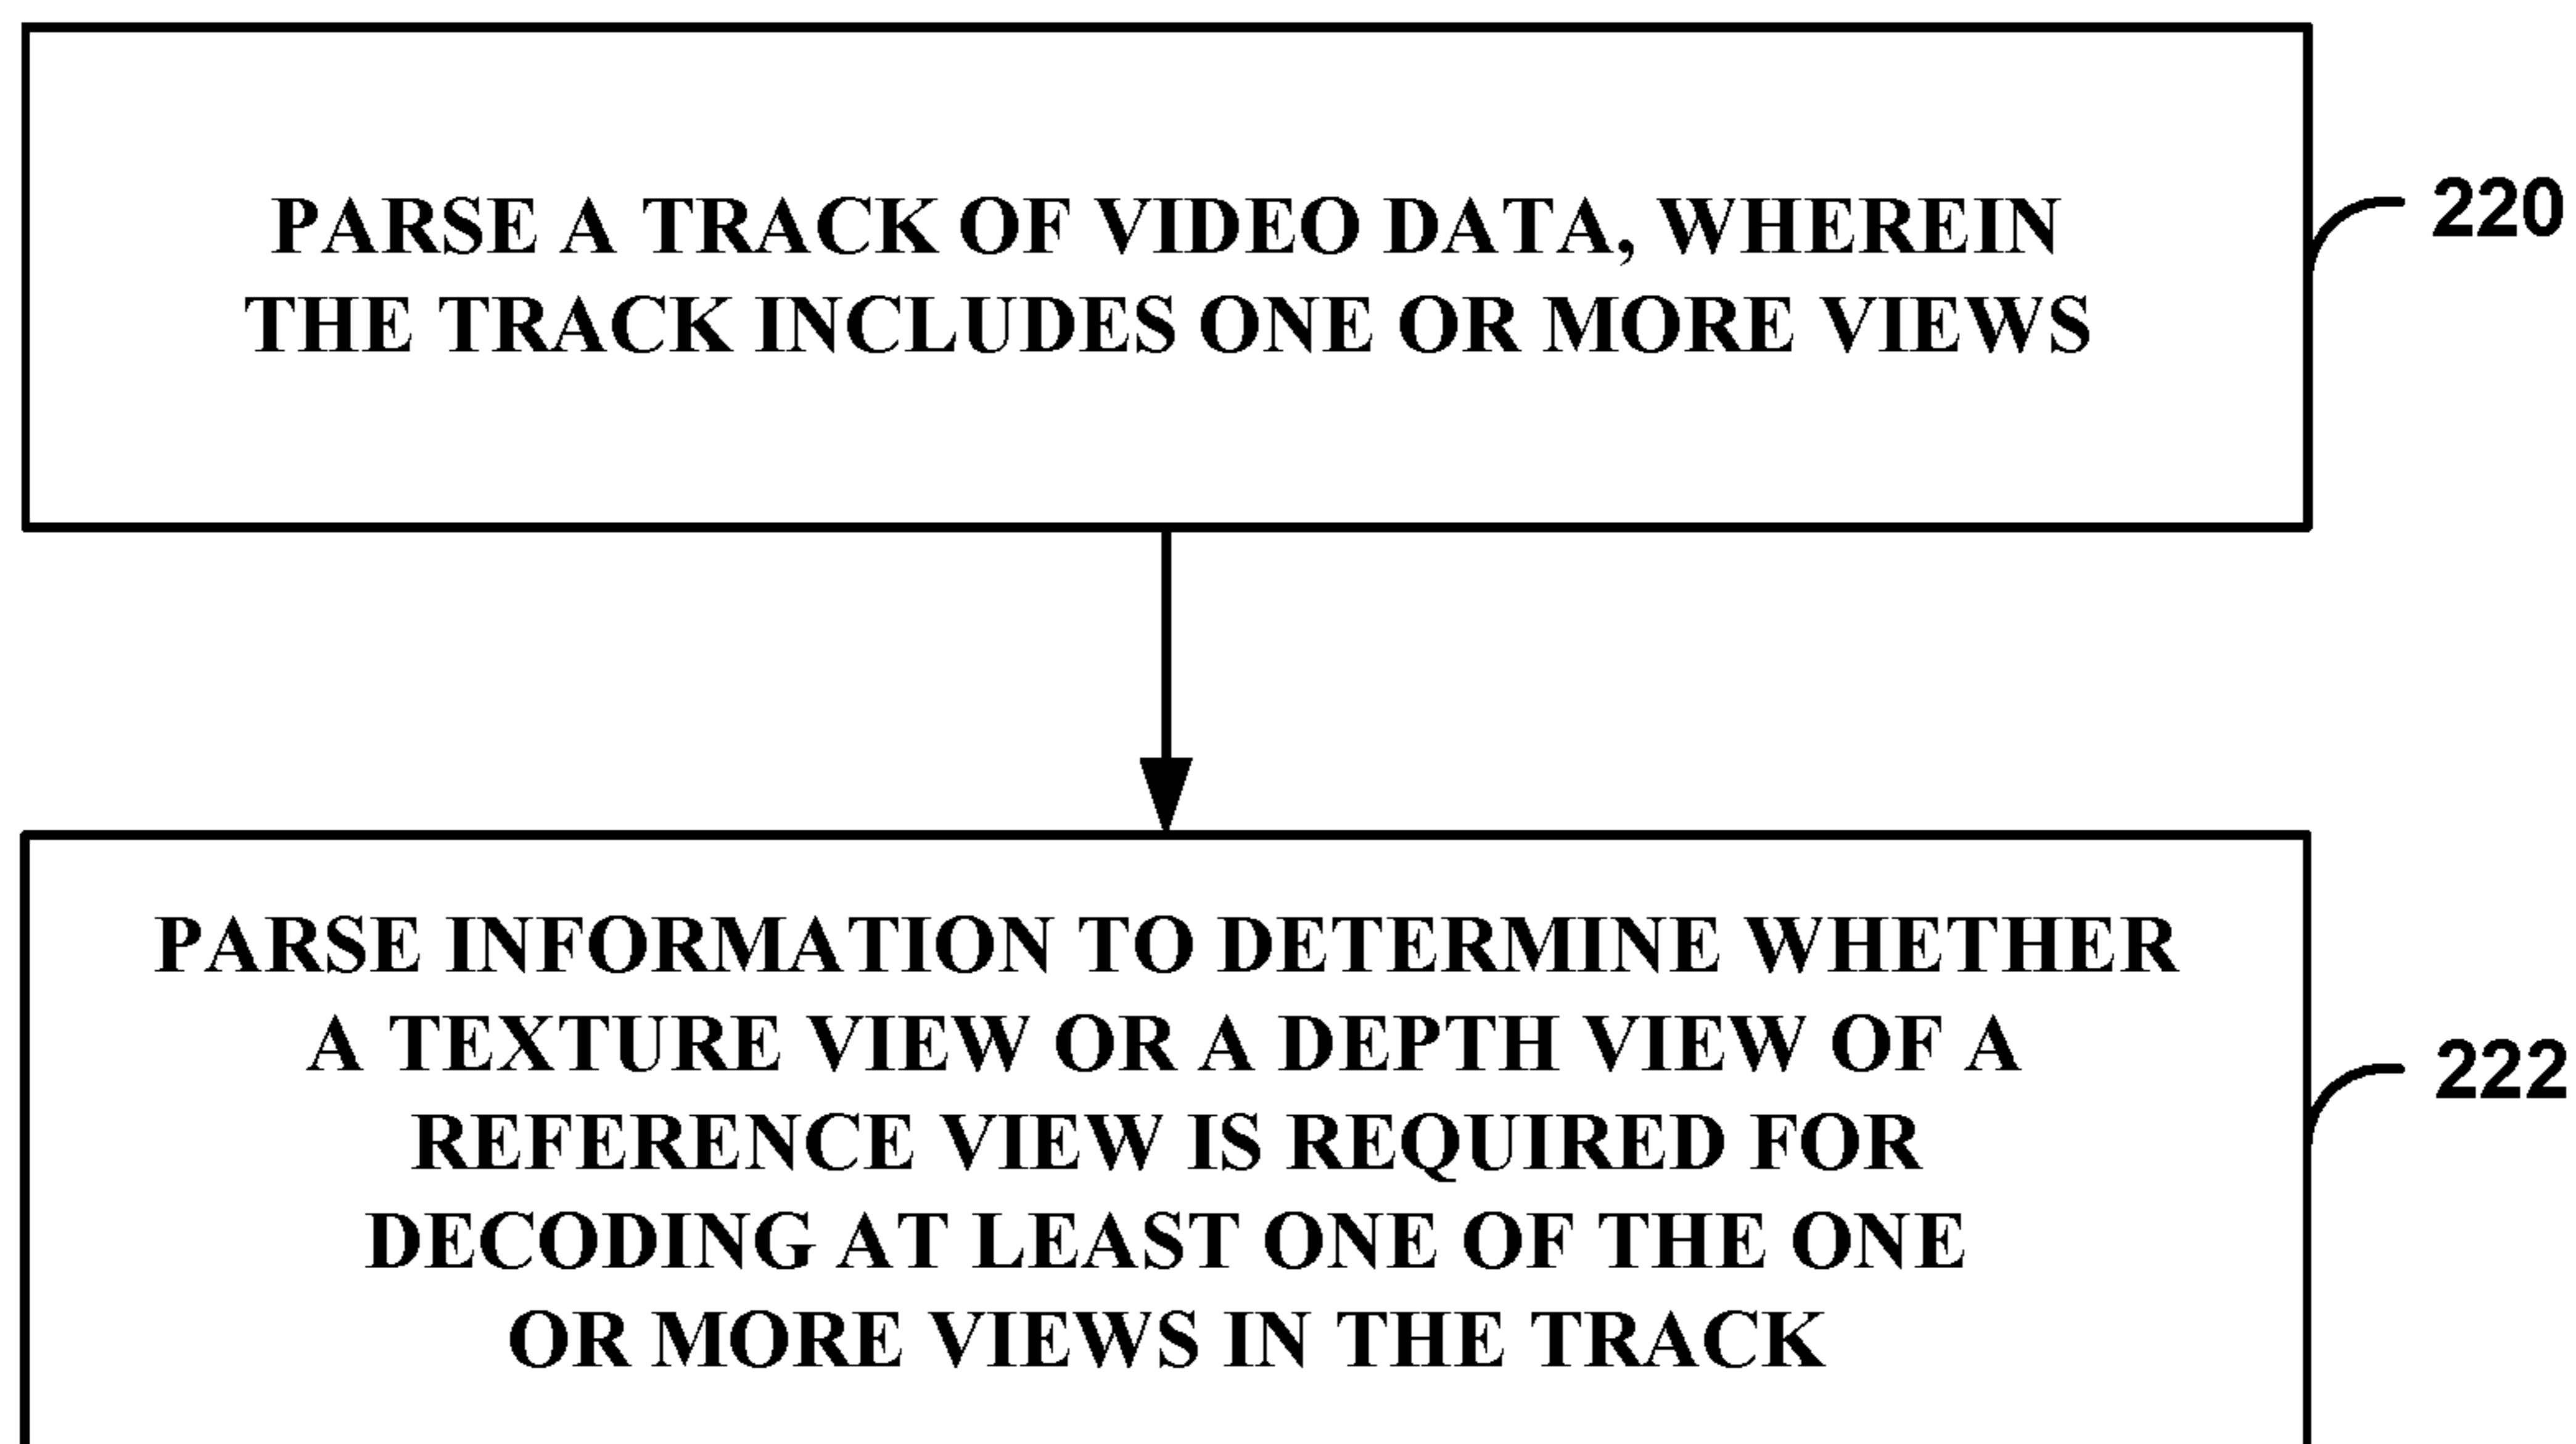 PARSE A TRACK OF VIDEO DATA, WHEREIN
THE TRACK INCLUDES ONE OR MORE VIEWS
220
PARSE INFORMATION TO DETERMINE WHETHER
A TEXTURE VIEW OR A DEPTH VIEW OF A
REFERENCE VIEW IS REQUIRED FOR
DECODING AT LEAST ONE OF THE ONE
OR MORE VIEWS IN THE TRACK
222